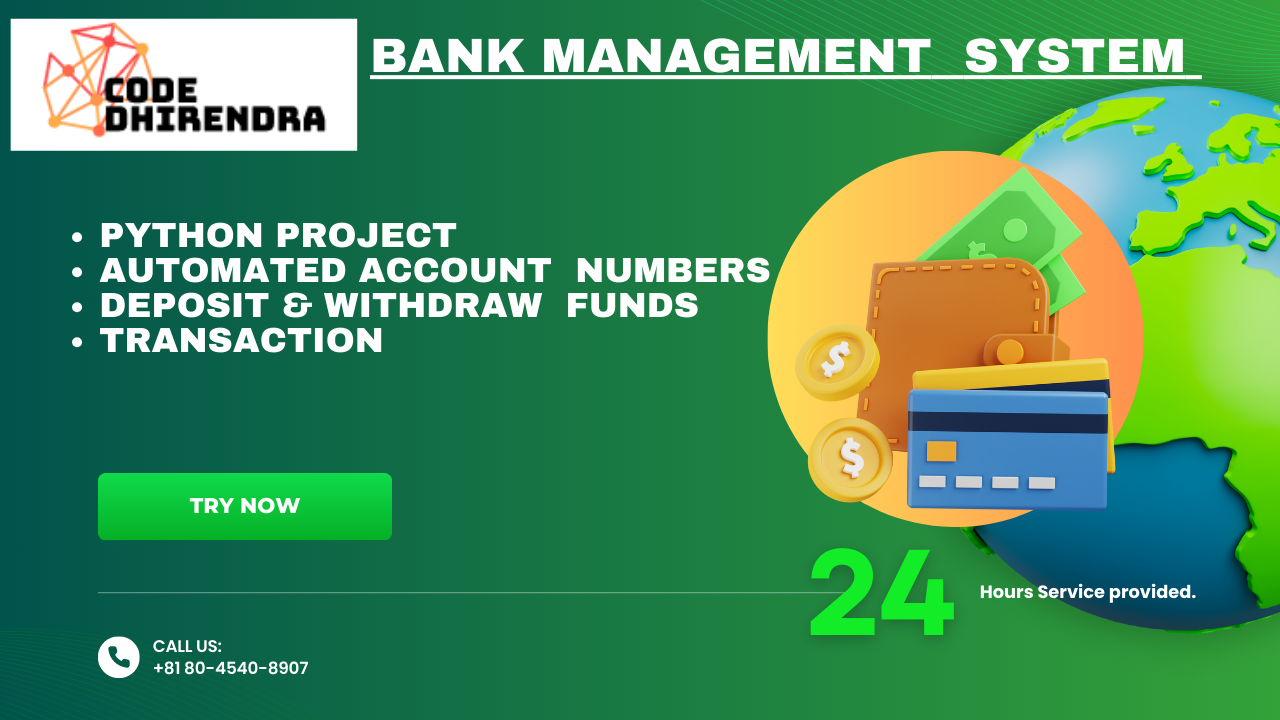 CODE
DHIRENDRA
BANK MANAGEMENT SYSTEM
• PYTHON PROJECT
• AUTOMATED ACCOUNT NUMBERS
• DEPOSIT & WITHDRAW FUNDS
• TRANSACTION
$
$
$
TRY NOW
24 Hours Service provided.
CALL US:
+81 80-4540-8907